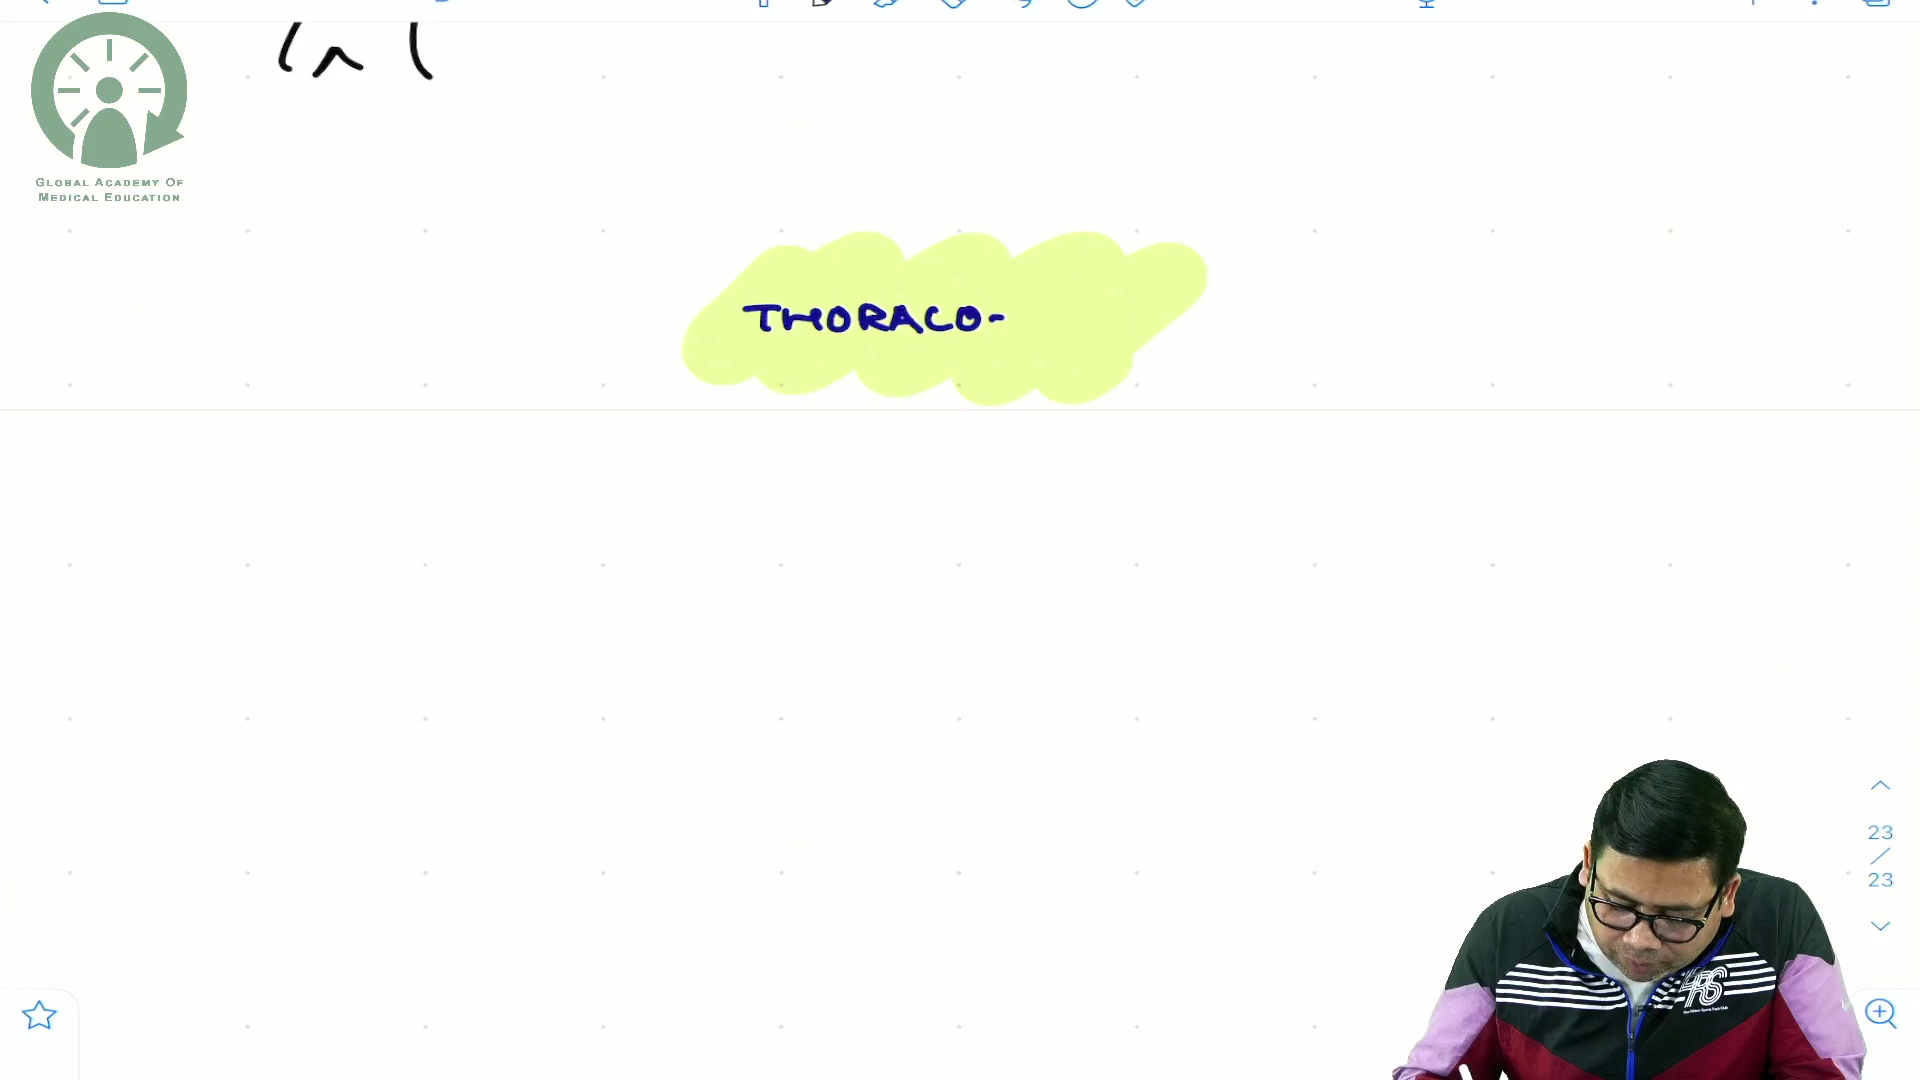 GLOBAL ACADEMY OF
MEDICAL EDUCATION
THORACO-
23
/
23